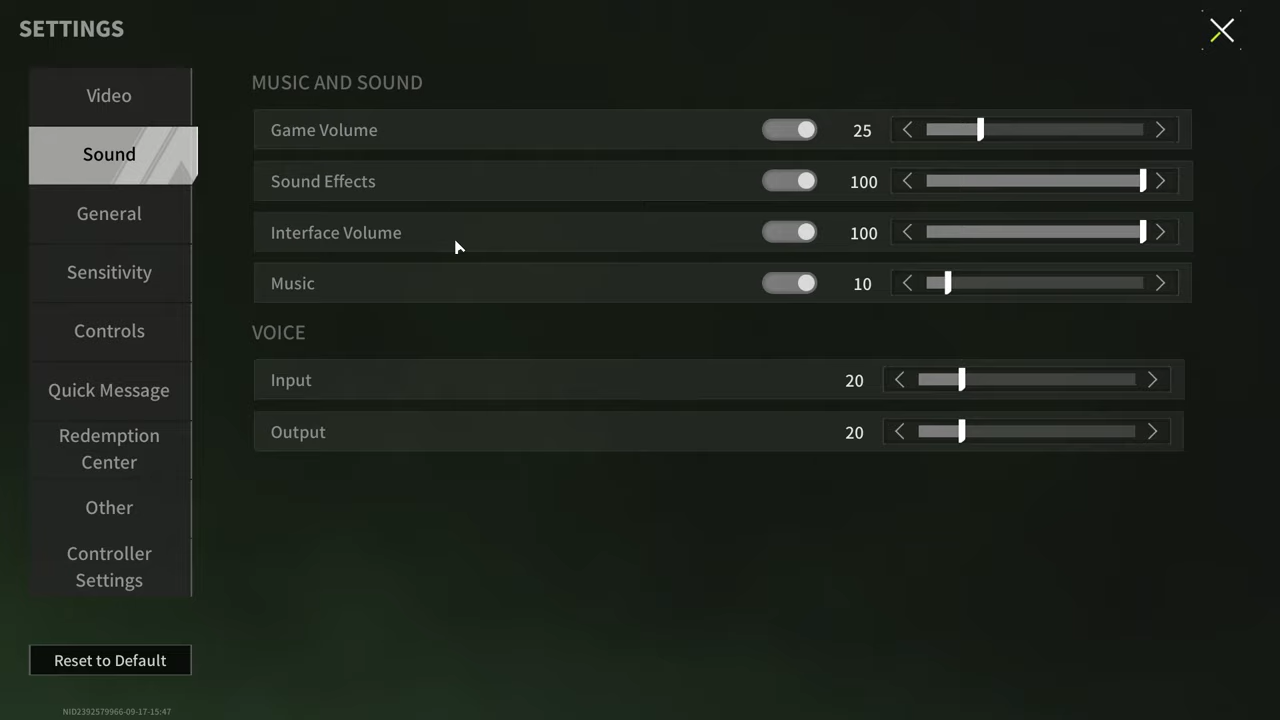 SETTINGS
Video
Sound
General
Sensitivity
Controls
Quick Message
Redemption
Center
Other
Controller
Settings
Reset to Default
NID2392579966-09-17-15:47
MUSIC AND SOUND
Game Volume 25
Sound Effects 100
Interface Volume 100
Music 10
VOICE
Input 20
Output 20